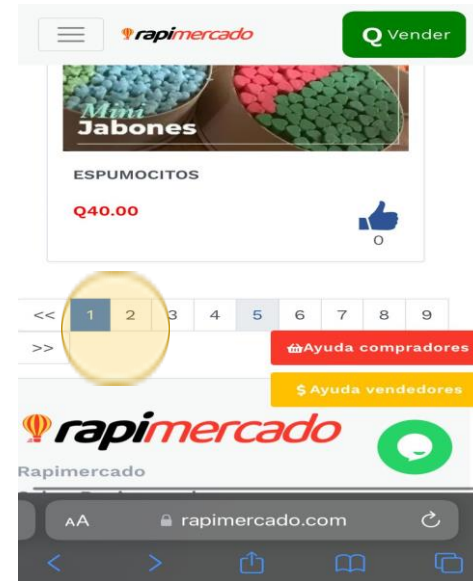 rapimercado
Q Vender
Mini
Jabones
ESPUMOCITOS
Q40.00
0
<< 1 2 3 4 5 6 7 8 9
>>
Ayuda compradores
$ Ayuda vendedores
rapimercado
Rapimercado
AA rapimercado.com